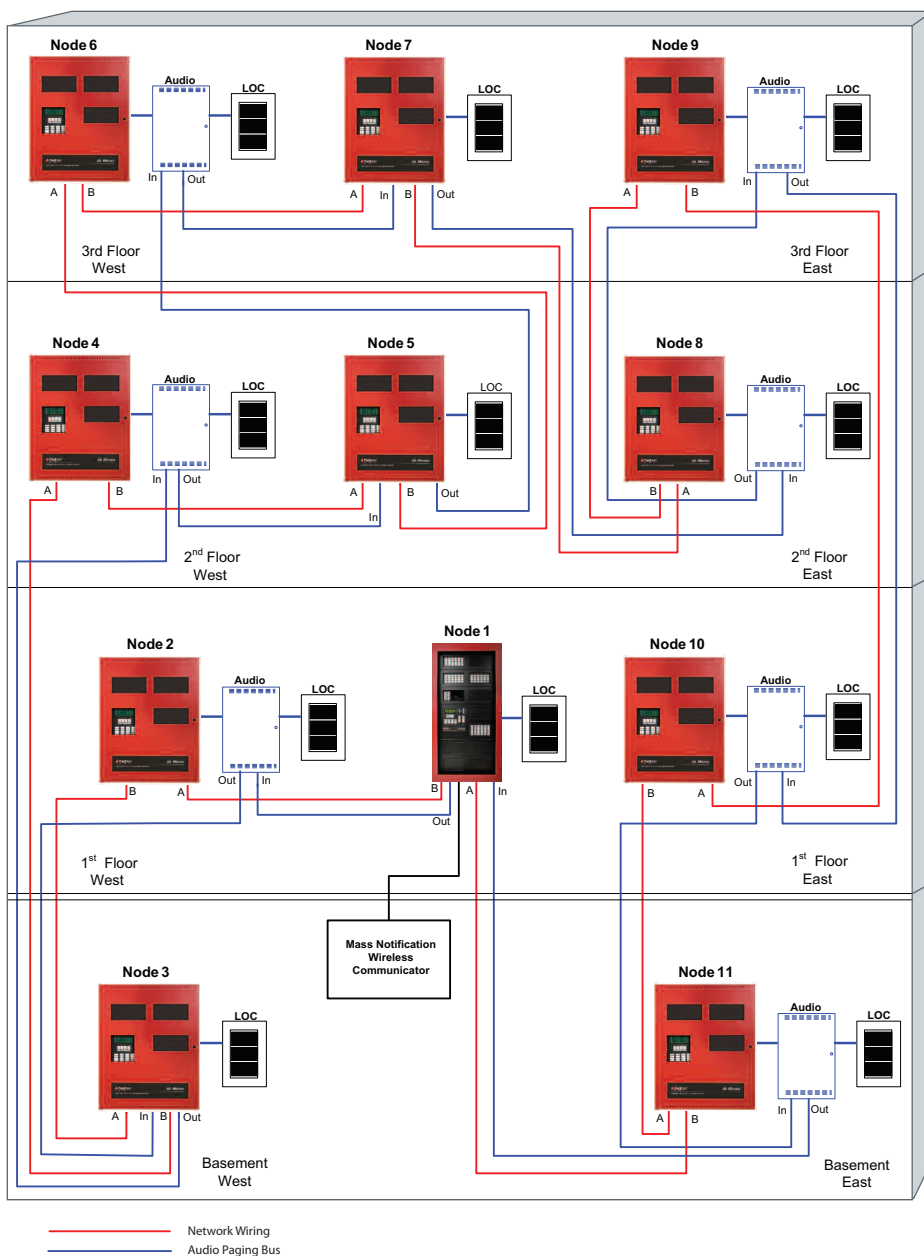 Node 6
Node 7
Node 9
Audio
LOC
LOC
Audio
LOC
A
B
In
Out
A
In
B
Out
A
B
In
Out
3rd Floor
West
3rd Floor
East
Node 4
Node 5
Node 8
Audio
LOC
LOC
Audio
LOC
A
B
In
Out
A
In
B
Out
B
A
Out
In
2nd Floor
West
2nd Floor
East
Node 2
Node 1
Node 10
Audio
LOC
LOC
Audio
LOC
B
A
Out
In
B
Out
A
In
B
A
Out
In
1st Floor
West
1st Floor
East
Mass Notification
Wireless
Communicator
Node 3
Node 11
LOC
Audio
LOC
A
In
B
Out
A
B
In
Out
Basement
West
Basement
East
Network Wiring
Audio Paging Bus